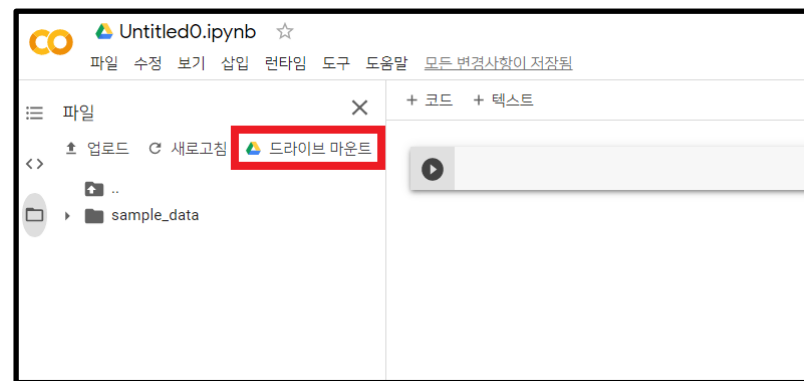 Untitled0.ipynb
파일 수정 보기 삽입 런타임 도구 도움말 모든 변경사항이 저장됨
파일
+ 코드 + 텍스트
업로드 새로고침 드라이브 마운트
..
sample_data